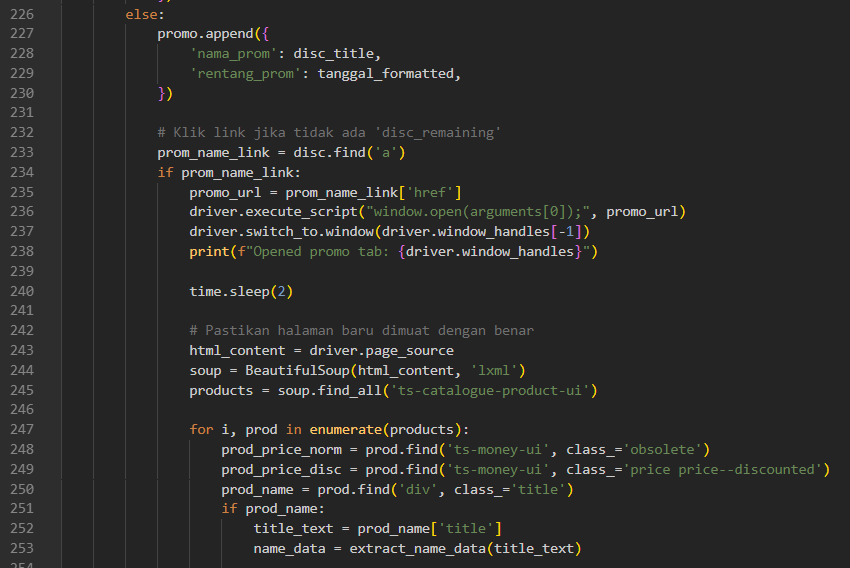 226 else:
227 promo.append({
228 'nama_prom': disc_title,
229 'rentang_prom': tanggal_formatted,
230 })
231
232 # Klik link jika tidak ada 'disc_remaining'
233 prom_name_link = disc.find('a')
234 if prom_name_link:
235 promo_url = prom_name_link['href']
236 driver.execute_script("window.open(arguments[0]);", promo_url)
237 driver.switch_to.window(driver.window_handles[-1])
238 print(f"Opened promo tab: {driver.window_handles}")
239
240 time.sleep(2)
241
242 # Pastikan halaman baru dimuat dengan benar
243 html_content = driver.page_source
244 soup = BeautifulSoup(html_content, 'lxml')
245 products = soup.find_all('ts-catalogue-product-ui')
246
247 for i, prod in enumerate(products):
248 prod_price_norm = prod.find('ts-money-ui', class_='obsolete')
249 prod_price_disc = prod.find('ts-money-ui', class_='price price--discounted')
250 prod_name = prod.find('div', class_='title')
251 if prod_name:
252 title_text = prod_name['title']
253 name_data = extract_name_data(title_text)